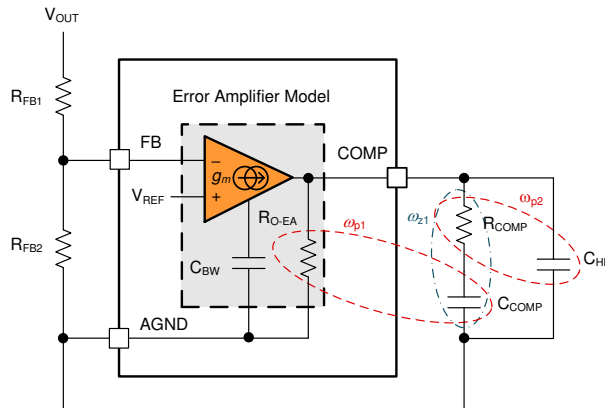 VOUT
RFB1
Error Amplifier Model
FB
COMP
gm
−
+
VREF
RO-EA
ωp1
ωz1
ωp2
RCOMP
RFB2
CBW
CCOMP
AGND